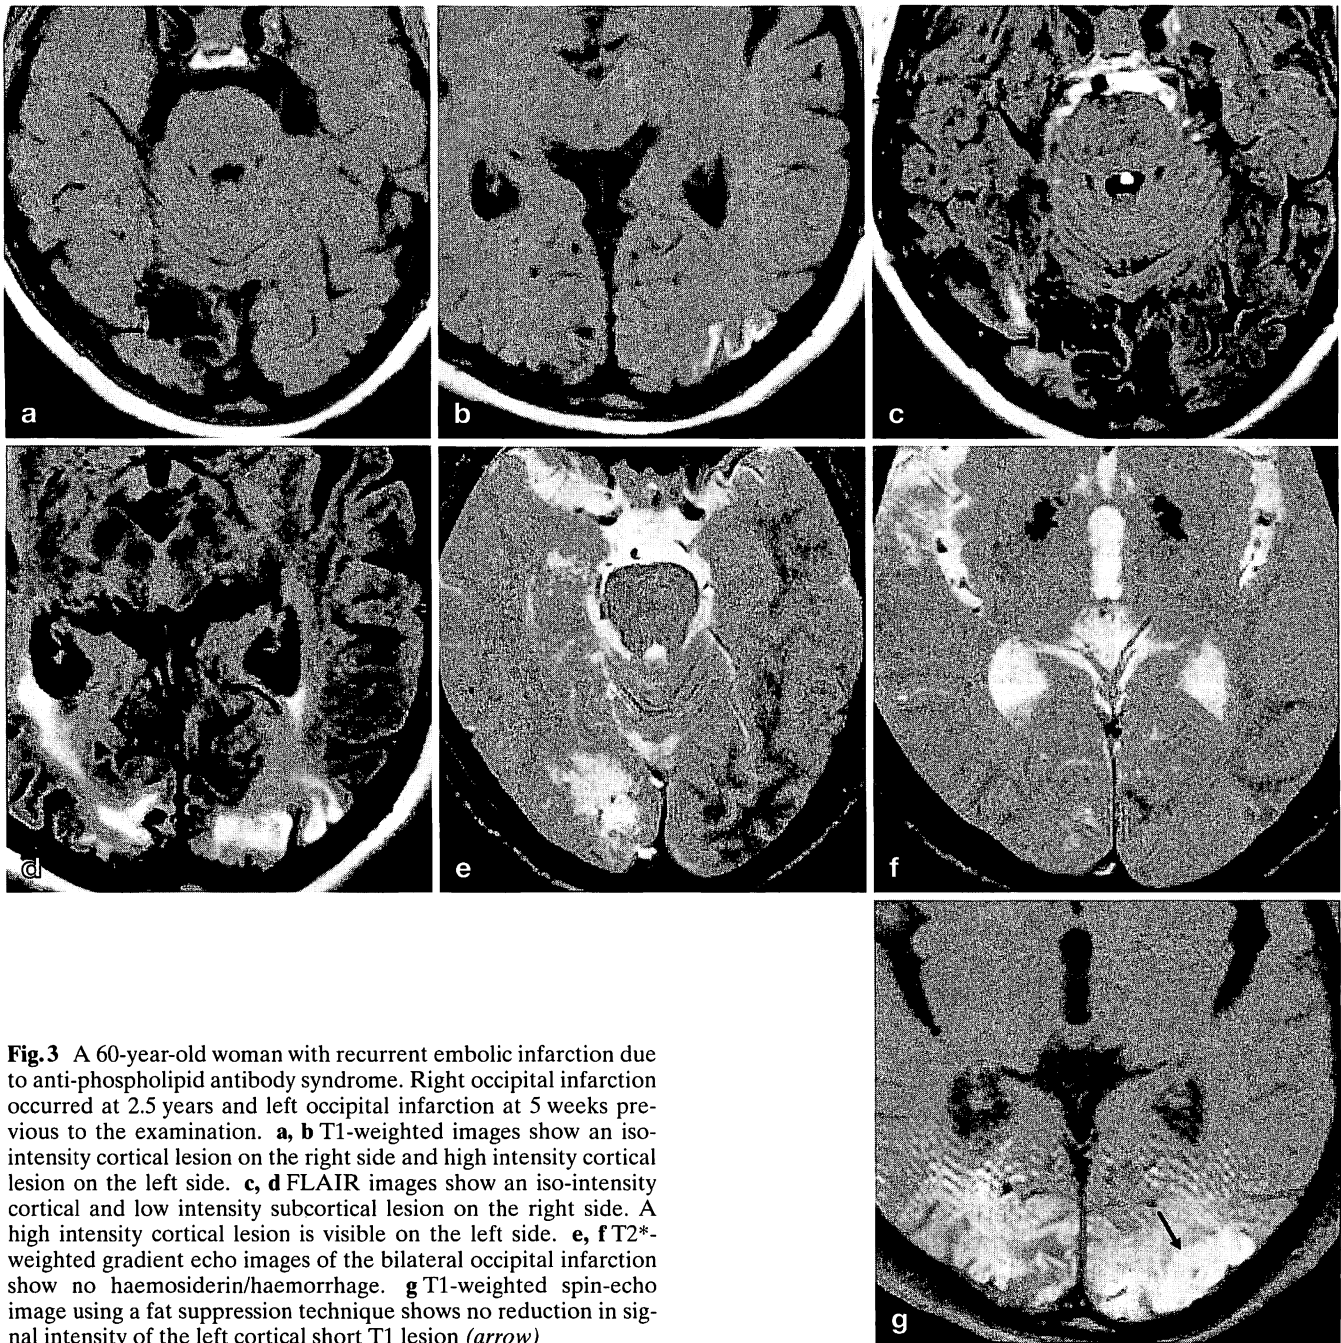 a
b
c
d
e
f
Fig. 3 A 60-year-old woman with recurrent embolic infarction due
to anti-phospholipid antibody syndrome. Right occipital infarction
occurred at 2.5 years and left occipital infarction at 5 weeks pre-
vious to the examination. a, b T1-weighted images show an iso-
intensity cortical lesion on the right side and high intensity cortical
lesion on the left side. c, d FLAIR images show an iso-intensity
cortical and low intensity subcortical lesion on the right side. A
high intensity cortical lesion is visible on the left side. e, f T2*-
weighted gradient echo images of the bilateral occipital infarction
show no haemosiderin/haemorrhage. g T1-weighted spin-echo
image using a fat suppression technique shows no reduction in sig-
nal intensity of the left cortical short T1 lesion (arrow)
g